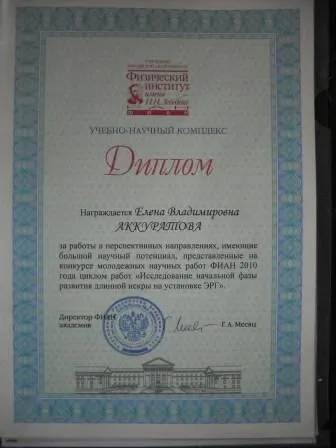 Физический
институт
имени
П.Н. Лебедева
ФИАН
УЧЕБНО-НАУЧНЫЙ КОМПЛЕКС
Диплом
Награждается Елена Владимировна
АККУРАТОВА
за работы в перспективных направлениях, имеющие
большой научный потенциал, представленные на
конкурсе молодежных научных работ ФИАН 2010
года циклом работ «Исследование начальной фазы
развития длинной искры на установке ЭРГ».
Директор ФИАН
академик
Г.А. Месяц